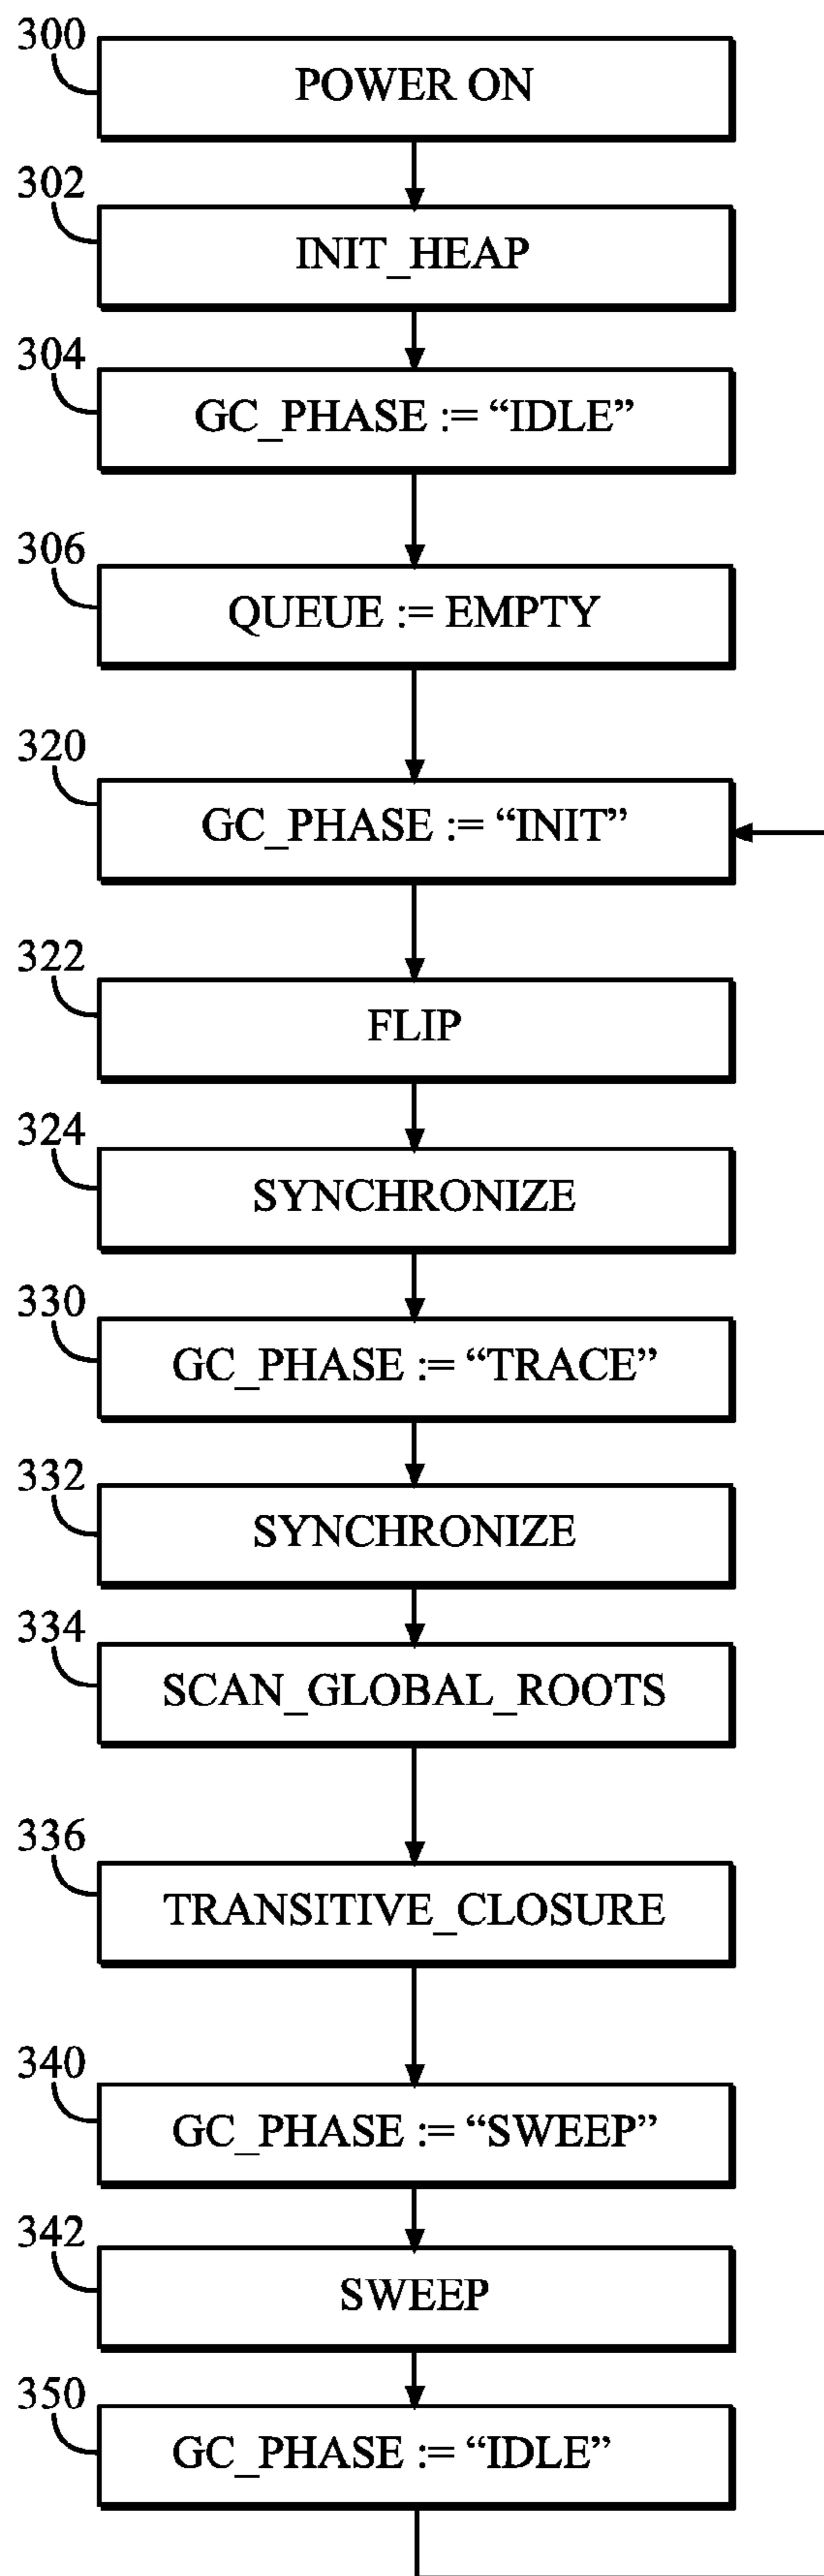 300
POWER ON
302
INIT_HEAP
304
GC_PHASE := “IDLE”
306
QUEUE := EMPTY
320
GC_PHASE := “INIT”
322
FLIP
324
SYNCHRONIZE
330
GC_PHASE := “TRACE”
332
SYNCHRONIZE
334
SCAN_GLOBAL_ROOTS
336
TRANSITIVE_CLOSURE
340
GC_PHASE := “SWEEP”
342
SWEEP
350
GC_PHASE := “IDLE”